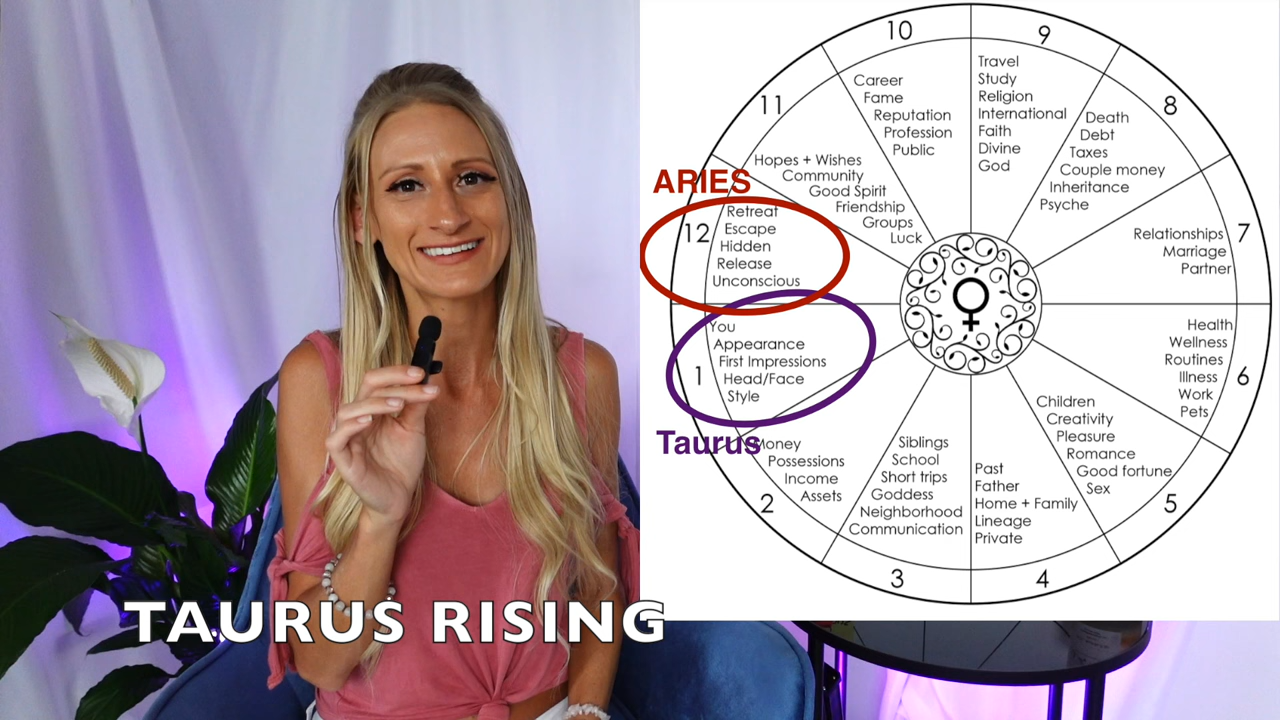 10
Career
Fame
Reputation
Profession
Public
9
Travel
Study
Religion
International
Faith
Divine
God
8
Death
Debt
Taxes
Couple money
Inheritance
Psyche
11
Hopes + Wishes
Community
Good Spirit
Friendship
Groups
Luck
ARIES
12
Retreat
Escape
Hidden
Release
Unconscious
7
Relationships
Marriage
Partner
1
You
Appearance
First Impressions
Head/Face
Style
Taurus
6
Health
Wellness
Routines
Illness
Work
Pets
2
Money
Possessions
Income
Assets
3
Siblings
School
Short trips
Goddess
Neighborhood
Communication
4
Past
Father
Home + Family
Lineage
Private
5
Children
Creativity
Pleasure
Romance
Good fortune
Sex
TAURUS RISING